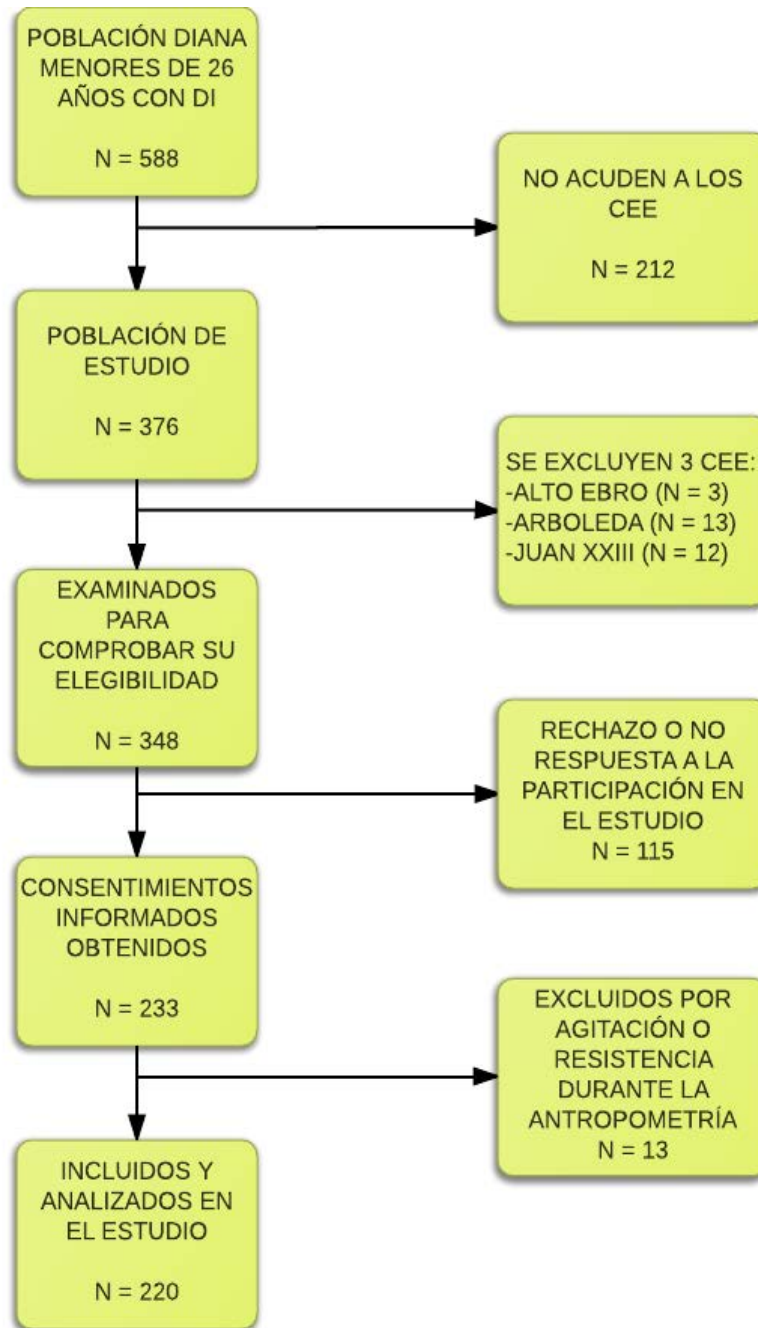 POBLACIÓN DIANA
MENORES DE 26
AÑOS CON DI
N = 588
NO ACUDEN A LOS
CEE
N = 212
POBLACIÓN DE
ESTUDIO
N = 376
SE EXCLUYEN 3 CEE:
-ALTO EBRO (N = 3)
-ARBOLEDA (N = 13)
-JUAN XXIII (N = 12)
EXAMINADOS
PARA
COMPROBAR SU
ELEGIBILIDAD
N = 348
RECHAZO O NO
RESPUESTA A LA
PARTICIPACIÓN EN
EL ESTUDIO
N = 115
CONSENTIMIENTOS
INFORMADOS
OBTENIDOS
N = 233
EXCLUIDOS POR
AGITACIÓN O
RESISTENCIA
DURANTE LA
ANTROPOMETRÍA
N = 13
INCLUIDOS Y
ANALIZADOS EN
EL ESTUDIO
N = 220